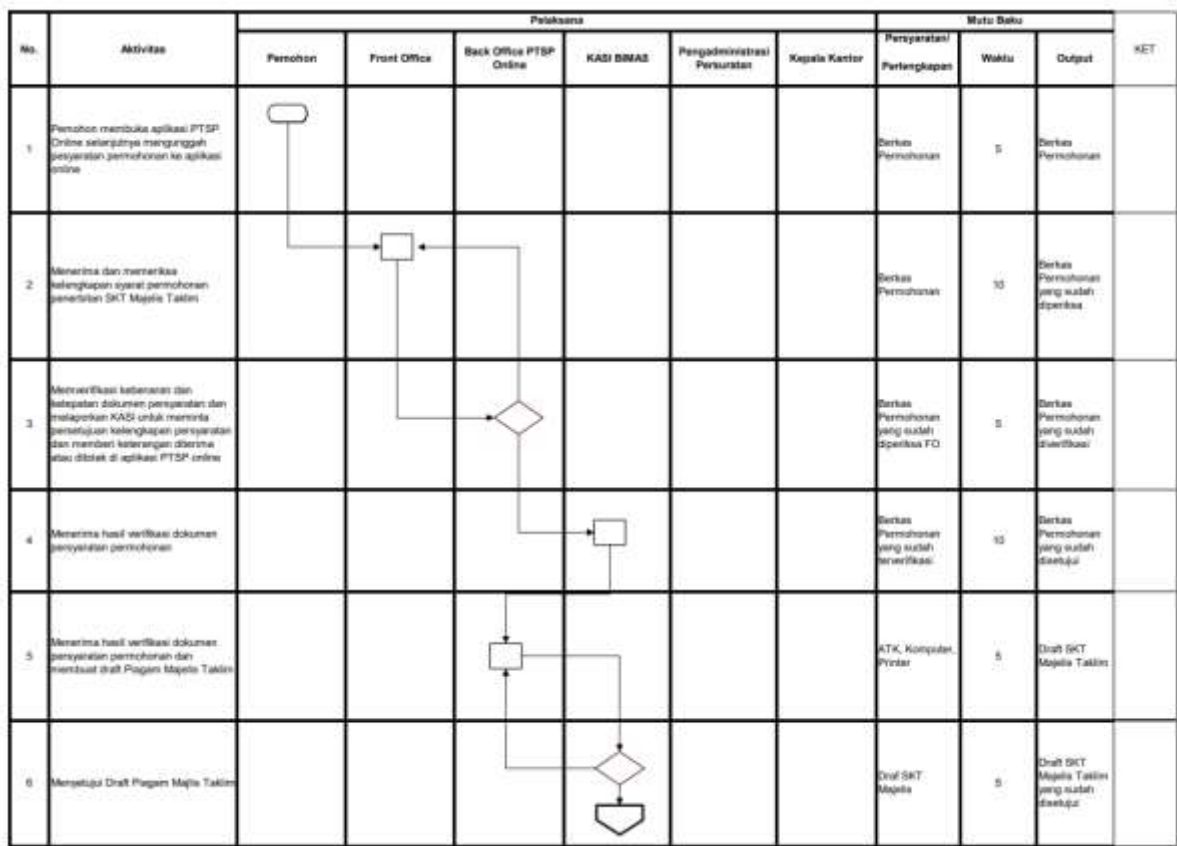 Pelaksana
Mutu Baku
No.
Aktivitas
Pemohon
Front Office
Back Office PTSP
Online
KASI BIMAS
Pengadministrasi
Persuratan
Kepala Kantor
Persyaratan/
Perlengkapan
Waktu
Output
KET
1
Pemohon membuka aplikasi PTSP
Online selanjutnya mengunggah
pesyaratan permohonan ke aplikasi
online
Berkas
Permohonan
5
Berkas
Permohonan
2
Menerima dan memeriksa
kelengkapan syarat permohonan
penerbitan SKT Majelis Taklim
Berkas
Permohonan
10
Berkas
Permohonan
yang sudah
diperiksa
3
Memverifikasi kebenaran dan
ketepatan dokumen persyaratan dan
melaporkan KASI untuk meminta
persetujuan kelengkapan persyaratan
dan memberi keterangan diterima
atau ditolak di aplikasi PTSP online
Berkas
Permohonan
yang sudah
diperiksa FO
5
Berkas
Permohonan
yang sudah
diverifikasi
4
Menerima hasil verifikasi dokumen
persyaratan permohonan
Berkas
Permohonan
yang sudah
terverifikasi
10
Berkas
Permohonan
yang sudah
disetujui
5
Menerima hasil verifikasi dokumen
persyaratan permohonan dan
membuat draft Piagam Majelis Taklim
ATK, Komputer,
Printer
5
Draft SKT
Majelis Taklim
6
Menyetujui Draft Piagam Majlis Taklim
Draf SKT
Majelis
5
Draft SKT
Majelis Taklim
yang sudah
disetujui